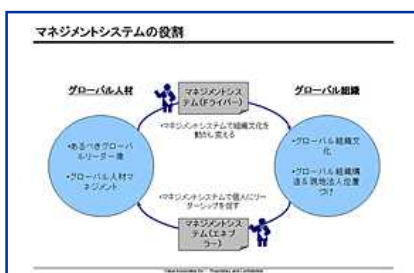 マネジメントシステムの役割
グローバル人材
マネジメントシス
テム(ドライバー)
グローバル組織
・マネジメントシステムで組織文化を
動かし変える
・あるべきグローバ
ルリーダー像
・グローバル人材マ
ネジメント
・グローバル組織文
化
・グローバル組織構
造&現地法人位置
づけ
・マネジメントシステムで個人にリー
ダーシップを促す
マネジメントシス
テム(エネブ
ラー)
Value Associates Inc Proprietary and Confidential